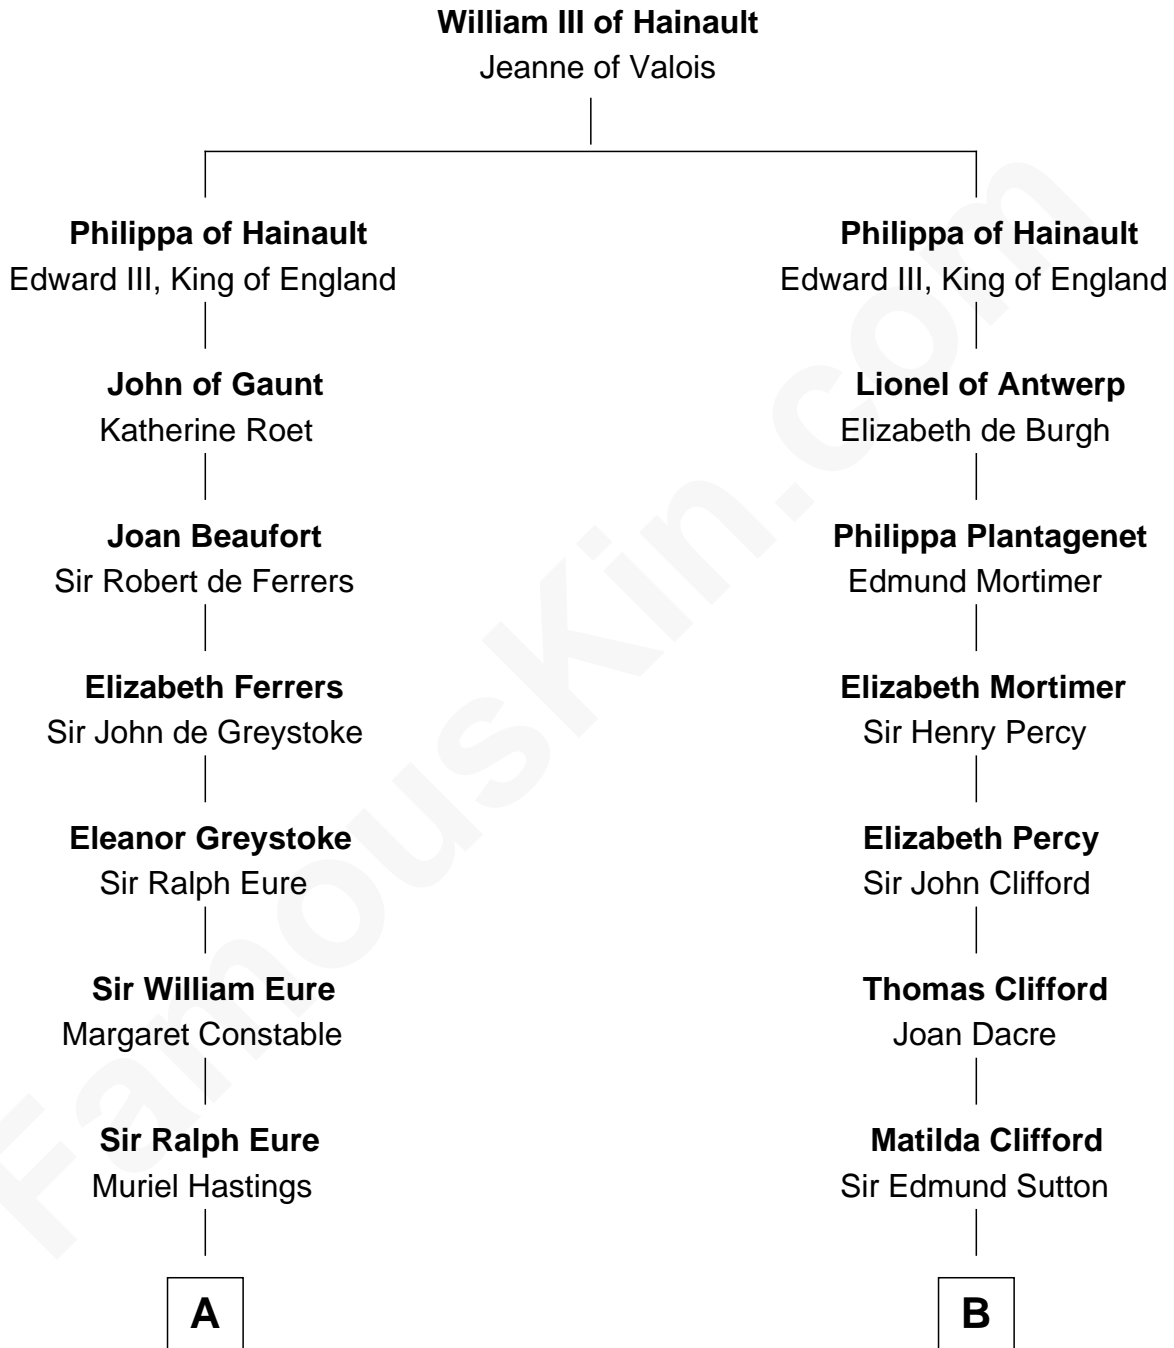 William III of Hainault
Jeanne of Valois
Philippa of Hainault
Edward III, King of England
John of Gaunt
Katherine Roet
Joan Beaufort
Sir Robert de Ferrers
Elizabeth Ferrers
Sir John de Greystoke
Eleanor Greystoke
Sir Ralph Eure
Sir William Eure
Margaret Constable
Sir Ralph Eure
Muriel Hastings
A
Philippa of Hainault
Edward III, King of England
Lionel of Antwerp
Elizabeth de Burgh
Philippa Plantagenet
Edmund Mortimer
Elizabeth Mortimer
Sir Henry Percy
Elizabeth Percy
Sir John Clifford
Thomas Clifford
Joan Dacre
Matilda Clifford
Sir Edmund Sutton
B
FamousKin.com